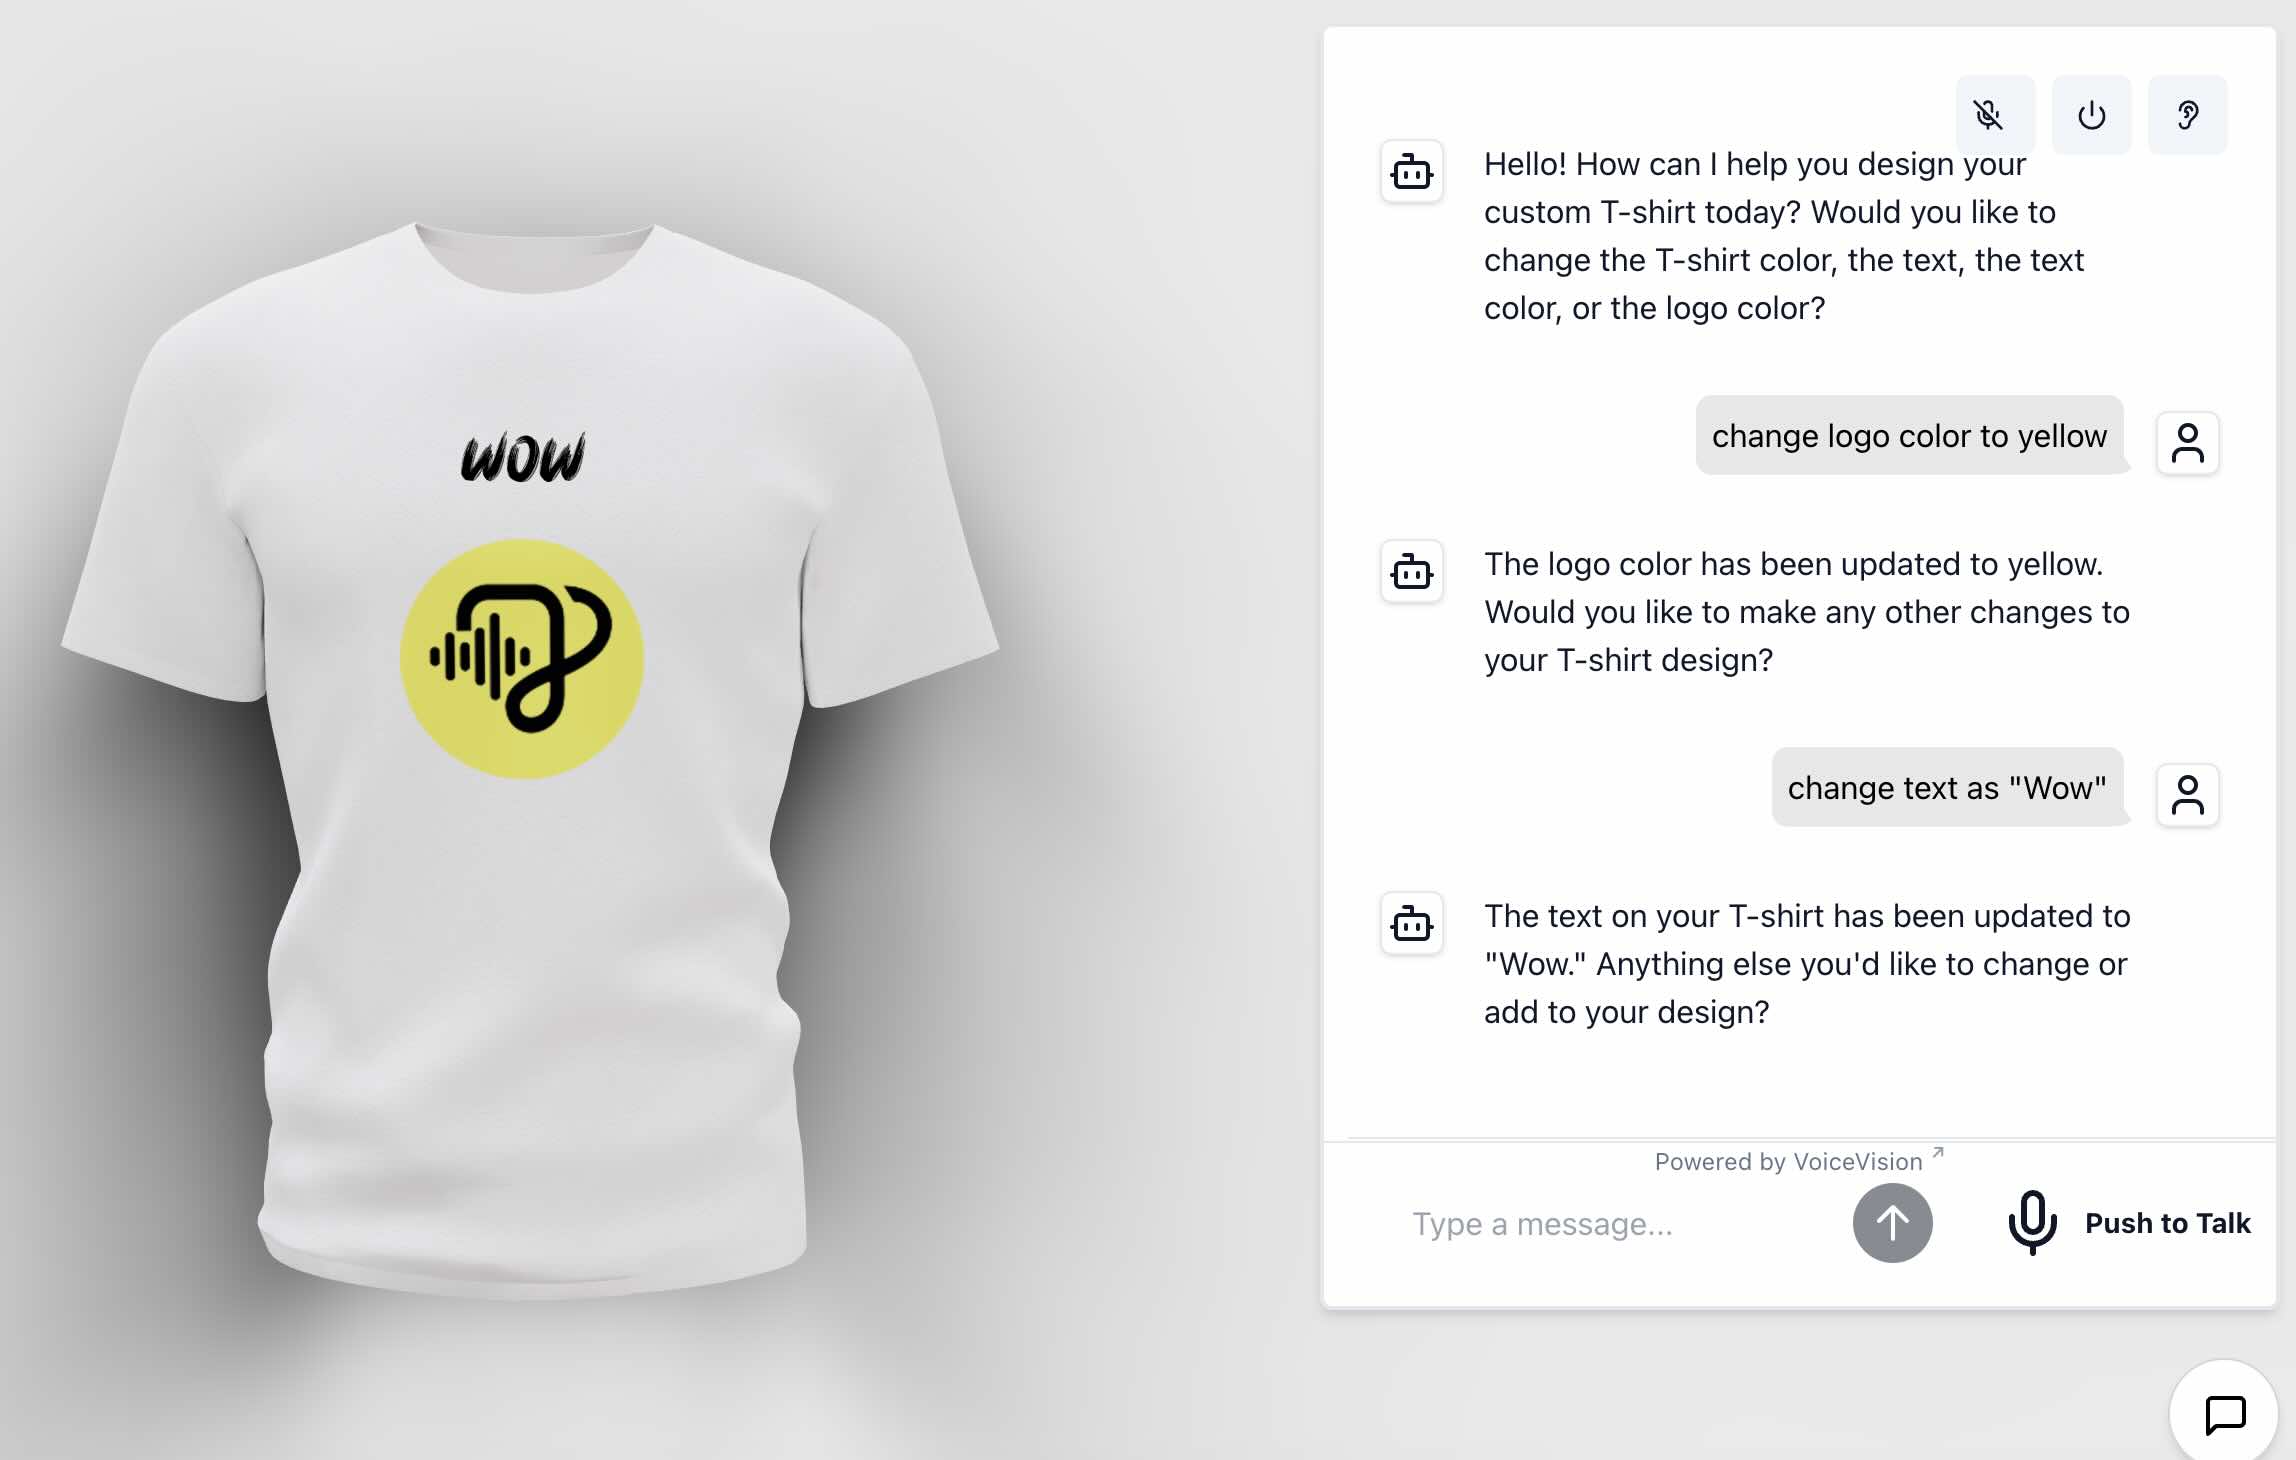 WOW
Hello! How can I help you design your
custom T-shirt today? Would you like to
change the T-shirt color, the text, the text
color, or the logo color?
change logo color to yellow
The logo color has been updated to yellow.
Would you like to make any other changes to
your T-shirt design?
change text as "Wow"
The text on your T-shirt has been updated to
"Wow." Anything else you'd like to change or
add to your design?
Powered by VoiceVision
Type a message...
Push to Talk